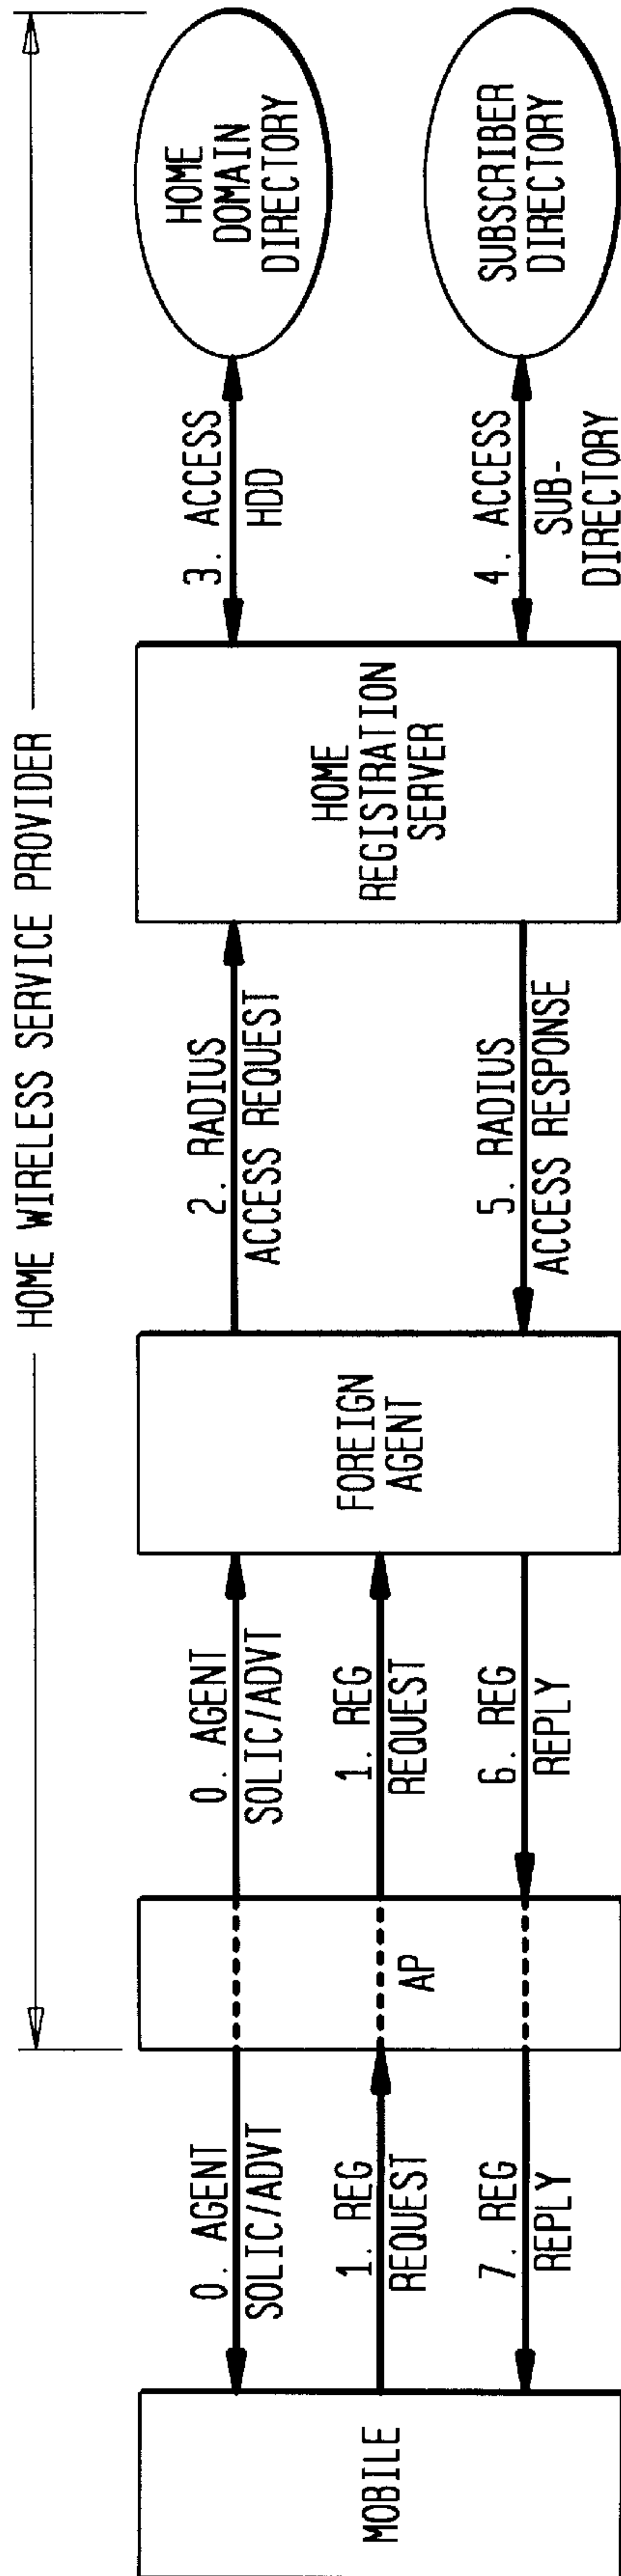 HOME WIRELESS SERVICE PROVIDER
MOBILE
0. AGENT
SOLIC/ADVT
1. REG
REQUEST
7. REG
REPLY
AP
0. AGENT
SOLIC/ADVT
1. REG
REQUEST
6. REG
REPLY
FOREIGN
AGENT
2. RADIUS
ACCESS REQUEST
5. RADIUS
ACCESS RESPONSE
HOME
REGISTRATION
SERVER
3. ACCESS
HDD
4. ACCESS
SUB-
DIRECTORY
HOME
DOMAIN
DIRECTORY
SUBSCRIBER
DIRECTORY